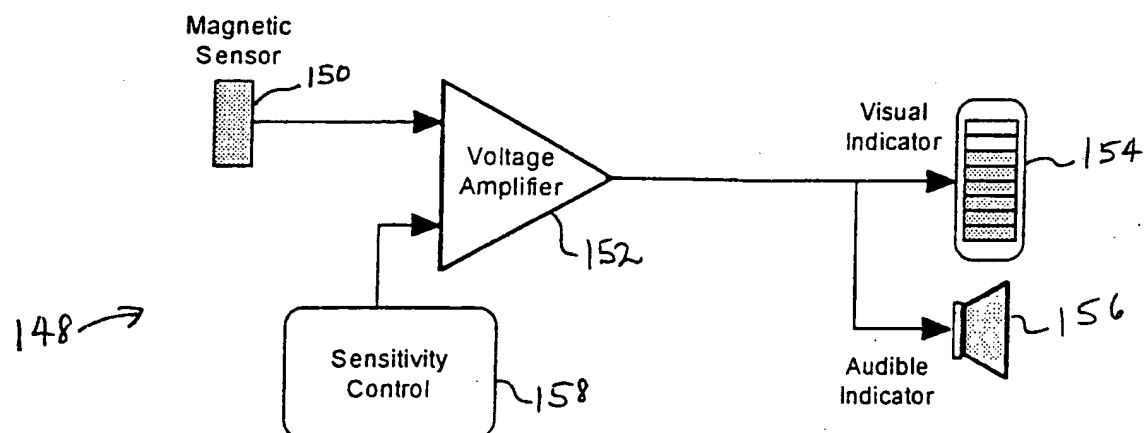 Magnetic
Sensor
150
Voltage
Amplifier
152
Visual
Indicator
154
148
Sensitivity
Control
158
156
Audible
Indicator